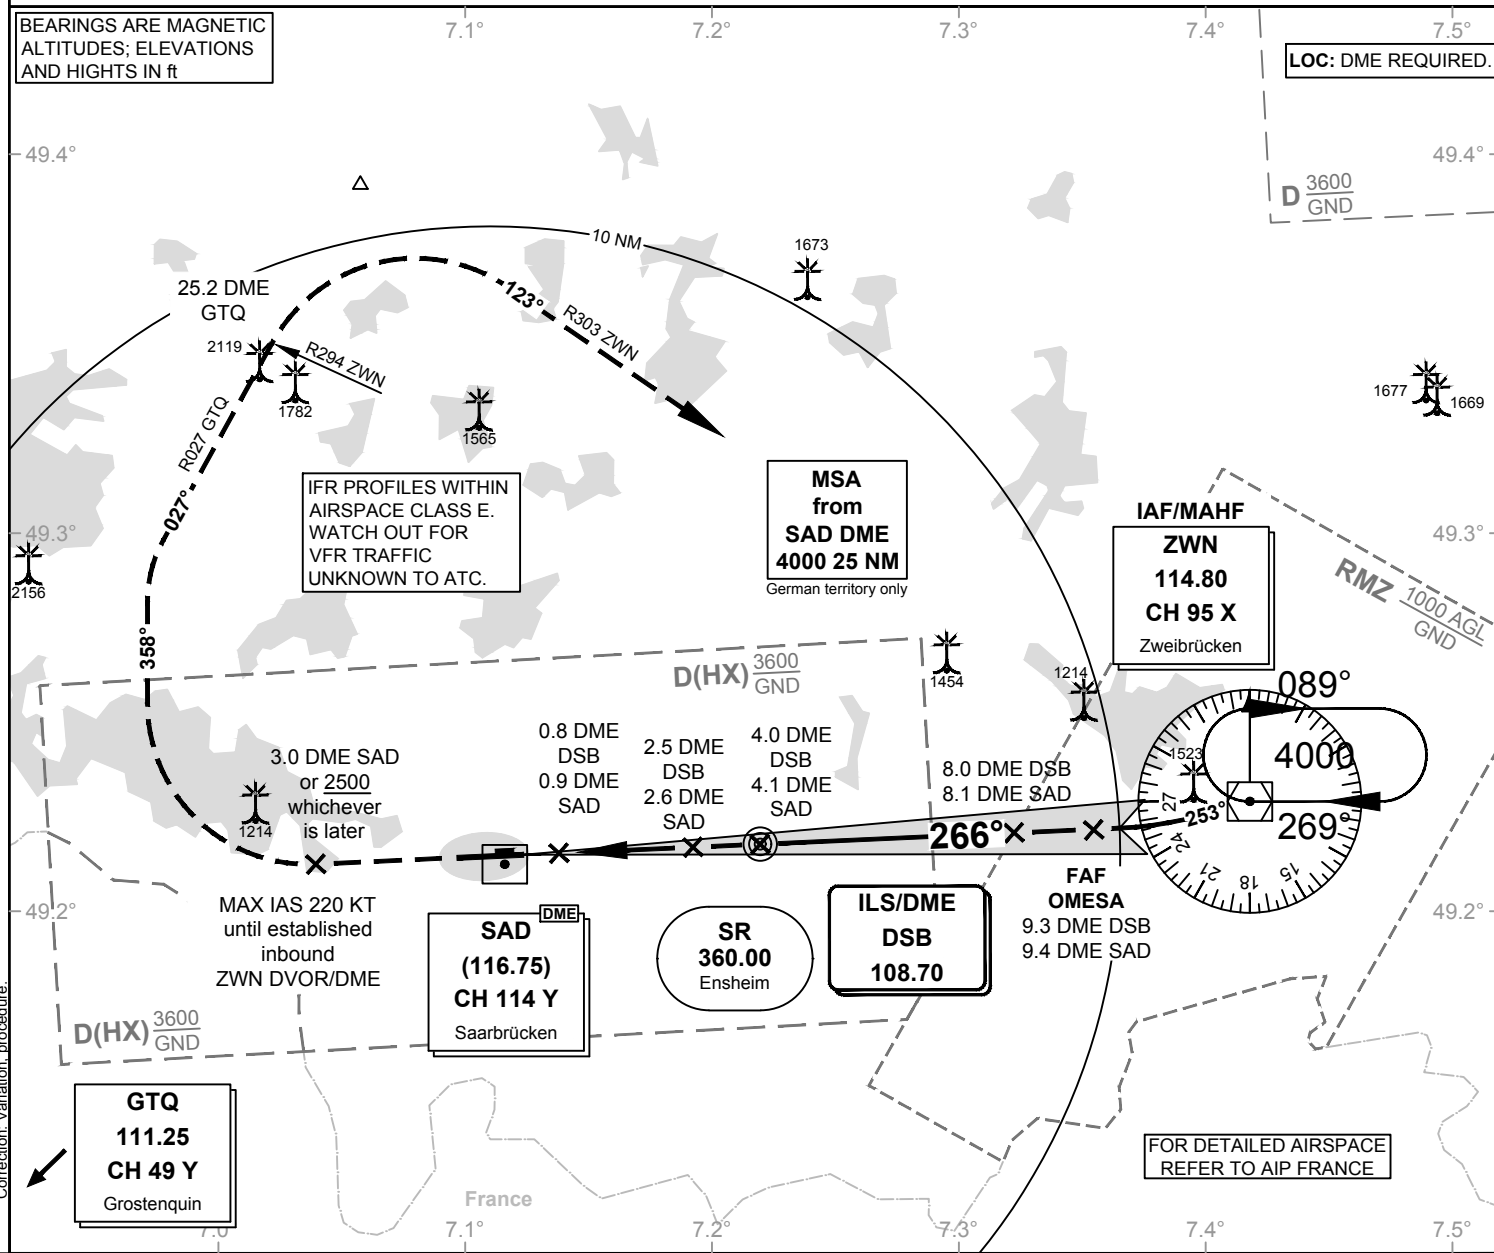 BEARINGS ARE MAGNETIC
ALTITUDES; ELEVATIONS
AND HIGHTS IN ft
7.1°
7.2°
7.3°
7.4°
7.5°
LOC: DME REQUIRED.
49.4°
49.4°
D 3600
GND
10 NM
1673
25.2 DME
GTQ
123°
R303 ZWN
2119
R294 ZWN
1782
1565
1677
1669
R027 GTQ
027°
IFR PROFILES WITHIN
AIRSPACE CLASS E.
WATCH OUT FOR
VFR TRAFFIC
UNKNOWN TO ATC.
MSA
from
SAD DME
4000 25 NM
German territory only
IAF/MAHF
ZWN
114.80
CH 95 X
Zweibrücken
49.3°
49.3°
RMZ 1000 AGL
GND
2156
358°
D(HX) 3600
GND
1454
1214
089°
4000
269°
1523
253°
27
24
21
18
15
3.0 DME SAD
or 2500
whichever
is later
1214
0.8 DME
DSB
0.9 DME
SAD
2.5 DME
DSB
2.6 DME
SAD
4.0 DME
DSB
4.1 DME
SAD
8.0 DME DSB
8.1 DME SAD
266°
FAF
OMESA
9.3 DME DSB
9.4 DME SAD
49.2°
49.2°
MAX IAS 220 KT
until established
inbound
ZWN DVOR/DME
DME
SAD
(116.75)
CH 114 Y
Saarbrücken
SR
360.00
Ensheim
ILS/DME
DSB
108.70
D(HX) 3600
GND
GTQ
111.25
CH 49 Y
Grostenquin
France
FOR DETAILED AIRSPACE
REFER TO AIP FRANCE
7.0
7.1°
7.2°
7.3°
7.4°
7.5°
Correction: Variation, procedure.